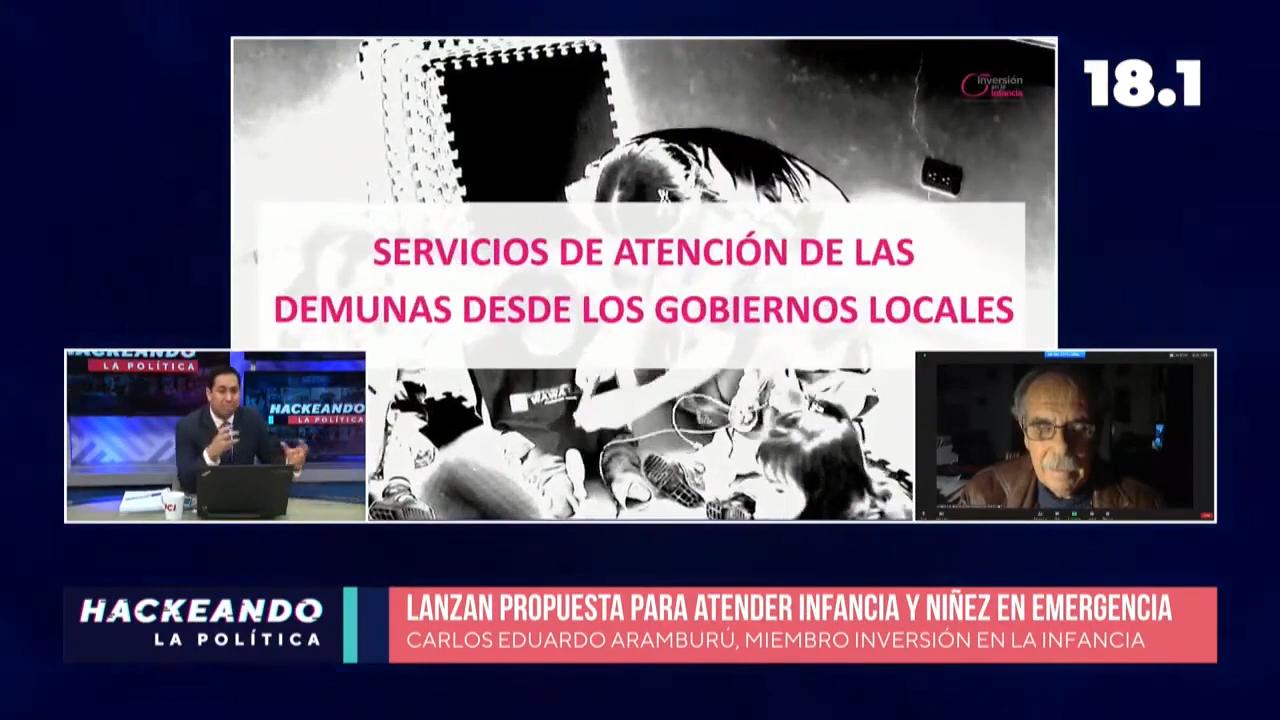 18.1
Inversión
en la
infancia
SERVICIOS DE ATENCIÓN DE LAS
DEMUNAS DESDE LOS GOBIERNOS LOCALES
HACKEANDO
LA POLÍTICA
HACKEANDO
LA POLÍTICA
WAWA
HACKEANDO
LA POLÍTICA
LANZAN PROPUESTA PARA ATENDER INFANCIA Y NIÑEZ EN EMERGENCIA
CARLOS EDUARDO ARAMBURÚ, MIEMBRO INVERSIÓN EN LA INFANCIA